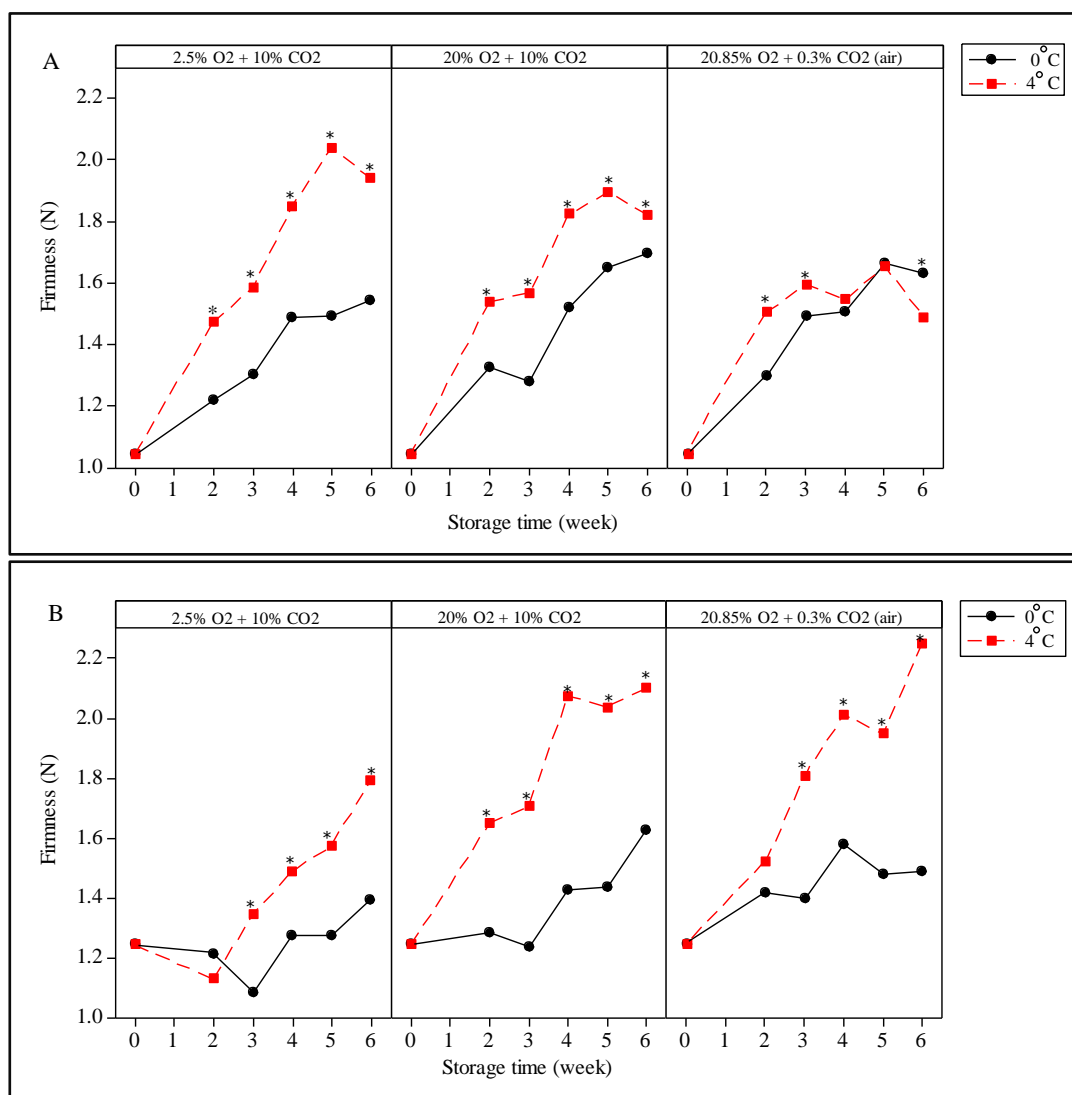 A
2.5% O2 + 10% CO2 20% O2 + 10% CO2 20.85% O2 + 0.3% CO2 (air)
0°C
4°C
Firmness (N)
2.2
2.0
1.8
1.6
1.4
1.2
1.0
* * * * * * * * * * * * *
0 1 2 3 4 5 6 0 1 2 3 4 5 6 0 1 2 3 4 5 6
Storage time (week)
B
2.5% O2 + 10% CO2 20% O2 + 10% CO2 20.85% O2 + 0.3% CO2 (air)
0°C
4°C
Firmness (N)
2.2
2.0
1.8
1.6
1.4
1.2
1.0
* * * * * * * * * * * * *
0 1 2 3 4 5 6 0 1 2 3 4 5 6 0 1 2 3 4 5 6
Storage time (week)